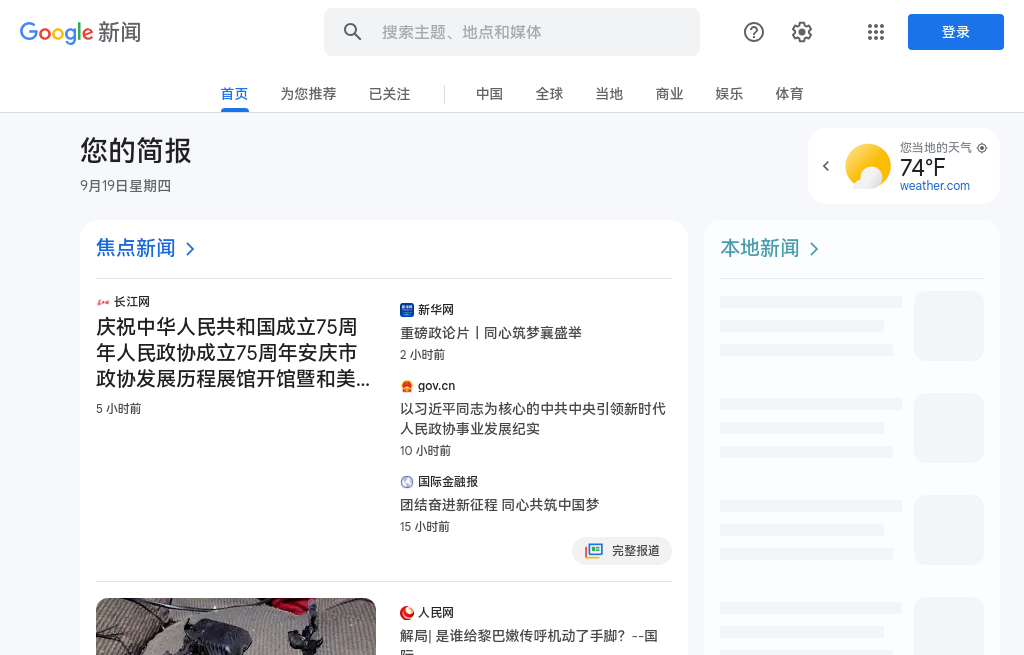 Google 新闻
搜索主题、地点和媒体
登录
首页
为您推荐
已关注
中国
全球
当地
商业
娱乐
体育
您的简报
9月19日星期四
您当地的天气
74°F
weather.com
焦点新闻
长江网
庆祝中华人民共和国成立75周
年人民政协成立75周年安庆市
政协发展历程展馆开馆暨和美...
5 小时前
新华网
重磅政论片丨同心筑梦襄盛举
2 小时前
gov.cn
以习近平同志为核心的中共中央引领新时代
人民政协事业发展纪实
10 小时前
国际金融报
团结奋进新征程 同心共筑中国梦
15 小时前
完整报道
人民网
解局| 是谁给黎巴嫩传呼机动了手脚？--国
本地新闻